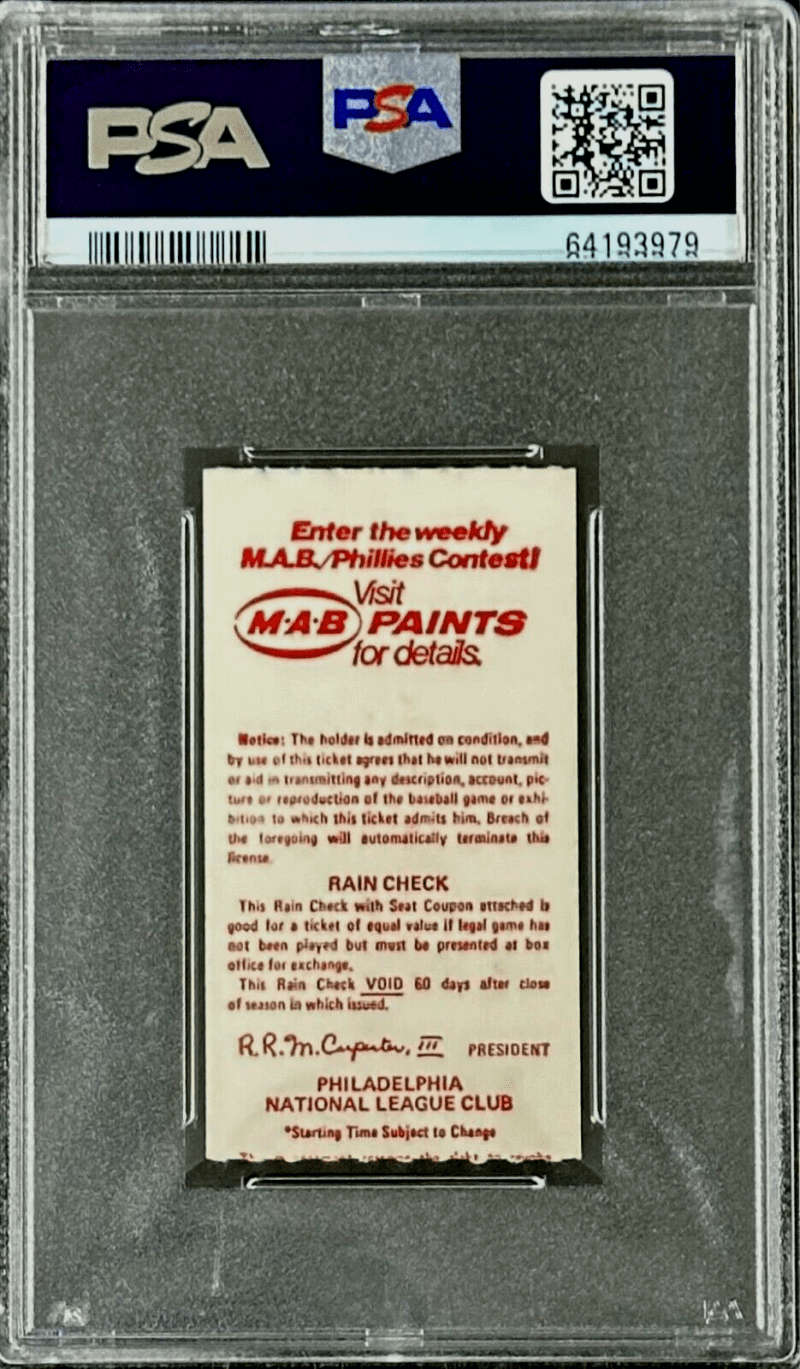 PSA
PSA
64193979
Enter the weekly
M.A.B./Phillies Contest!
Visit
M·A·B PAINTS
for details.
Notice: The holder is admitted on condition, and
by use of this ticket agrees that he will not transmit
or aid in transmitting any description, account, pic-
ture or reproduction of the baseball game or exhi-
bition to which this ticket admits him. Breach of
the foregoing will automatically terminate this
license
RAIN CHECK
This Rain Check with Seat Coupon attached is
good for a ticket of equal value if legal game has
not been played but must be presented at box
office for exchange.
This Rain Check VOID 60 days after close
of season in which issued.
R.R.M. Carpenter, III PRESIDENT
PHILADELPHIA
NATIONAL LEAGUE CLUB
*Starting Time Subject to Change
the right to